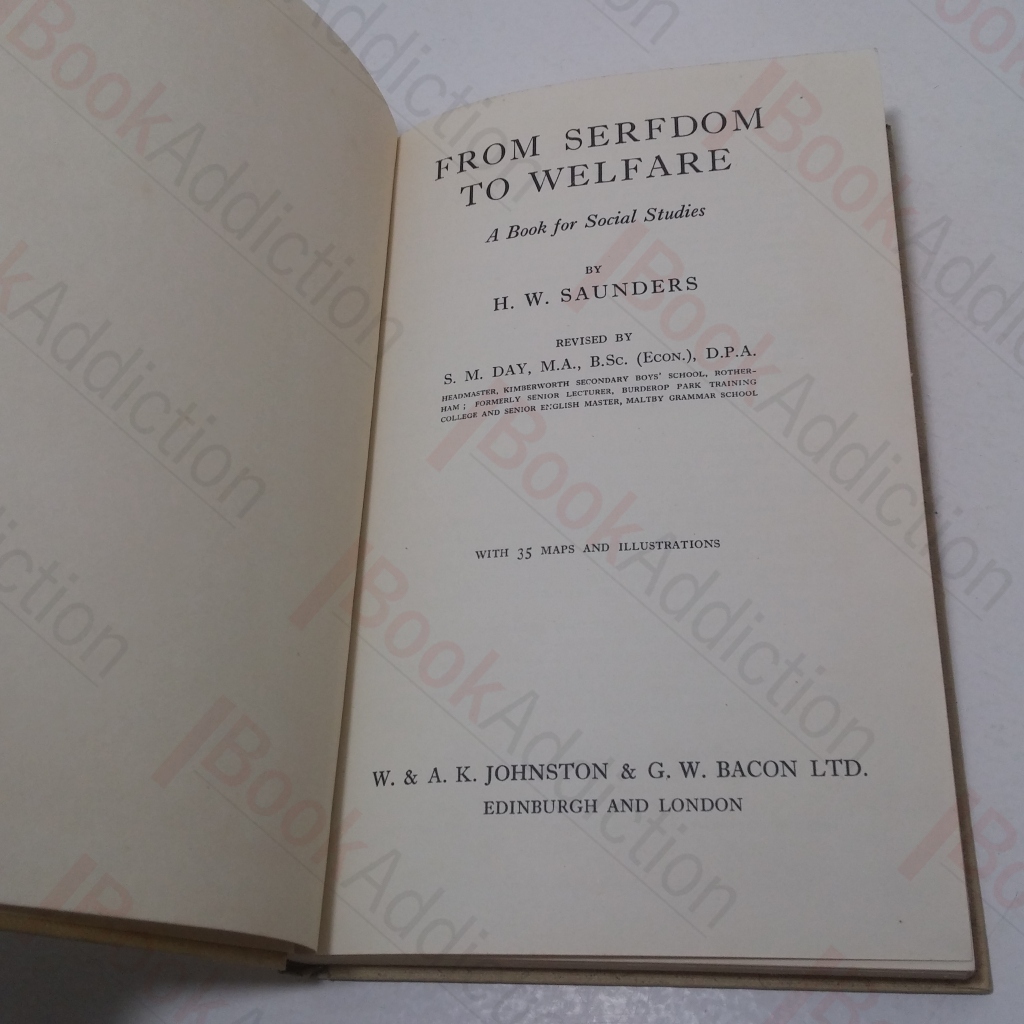 FROM SERFDOM
TO WELFARE
A Book for Social Studies
BY
H. W. SAUNDERS
REVISED BY
S. M. DAY, M.A., B.Sc. (Econ.), D.P.A.
HEADMASTER, KIMBERWORTH SECONDARY BOYS' SCHOOL, ROTHER-
HAM; FORMERLY SENIOR LECTURER, BURDEROP PARK TRAINING
COLLEGE AND SENIOR ENGLISH MASTER, MALTBY GRAMMAR SCHOOL
WITH 35 MAPS AND ILLUSTRATIONS
W. & A. K. JOHNSTON & G. W. BACON LTD.
EDINBURGH AND LONDON
BookAddiction